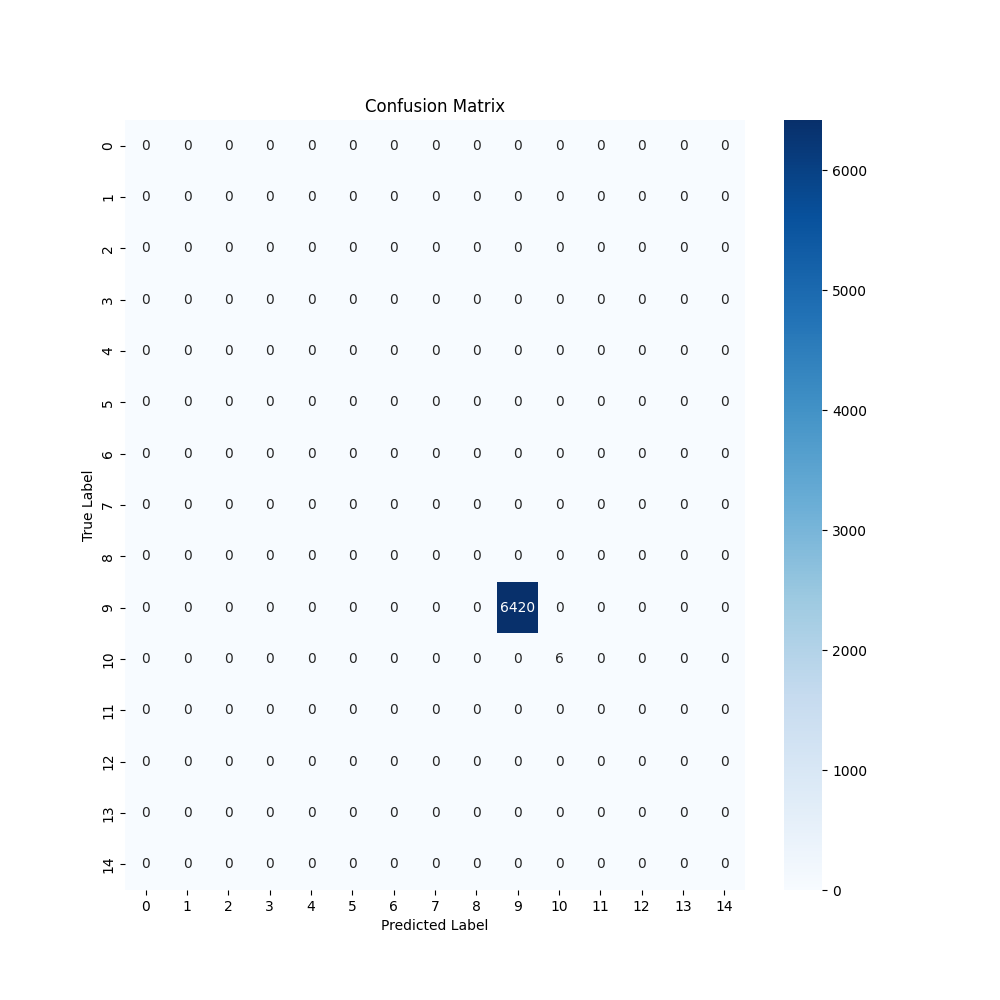 Confusion Matrix
0 0 0 0 0 0 0 0 0 0 0 0 0 0 0 0
1 0 0 0 0 0 0 0 0 0 0 0 0 0 0 0
2 0 0 0 0 0 0 0 0 0 0 0 0 0 0 0
3 0 0 0 0 0 0 0 0 0 0 0 0 0 0 0
4 0 0 0 0 0 0 0 0 0 0 0 0 0 0 0
5 0 0 0 0 0 0 0 0 0 0 0 0 0 0 0
6 0 0 0 0 0 0 0 0 0 0 0 0 0 0 0
7 0 0 0 0 0 0 0 0 0 0 0 0 0 0 0
8 0 0 0 0 0 0 0 0 0 0 0 0 0 0 0
9 0 0 0 0 0 0 0 0 0 6420 0 0 0 0 0
10 0 0 0 0 0 0 0 0 0 0 6 0 0 0 0
11 0 0 0 0 0 0 0 0 0 0 0 0 0 0 0
12 0 0 0 0 0 0 0 0 0 0 0 0 0 0 0
13 0 0 0 0 0 0 0 0 0 0 0 0 0 0 0
14 0 0 0 0 0 0 0 0 0 0 0 0 0 0 0
0 1 2 3 4 5 6 7 8 9 10 11 12 13 14
Predicted Label
True Label
6000
5000
4000
3000
2000
1000
0